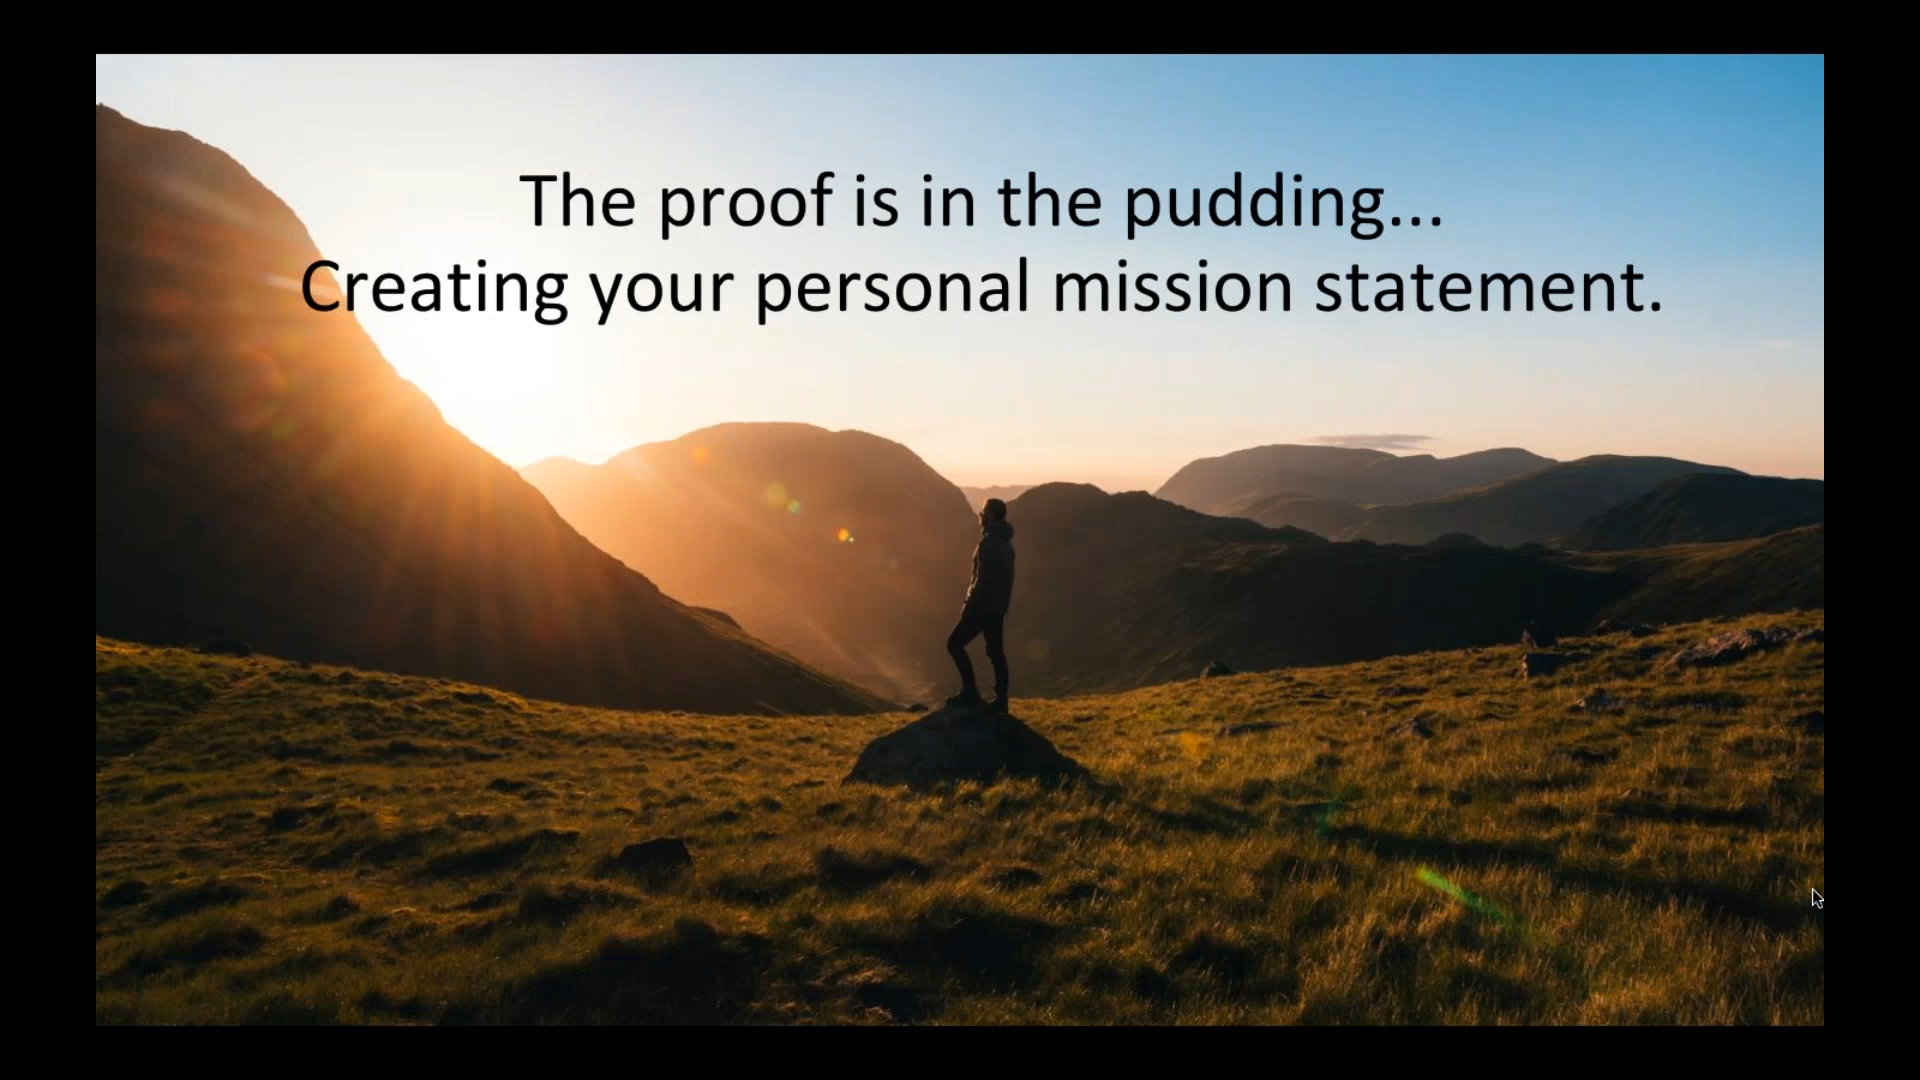 The proof is in the pudding...
Creating your personal mission statement.